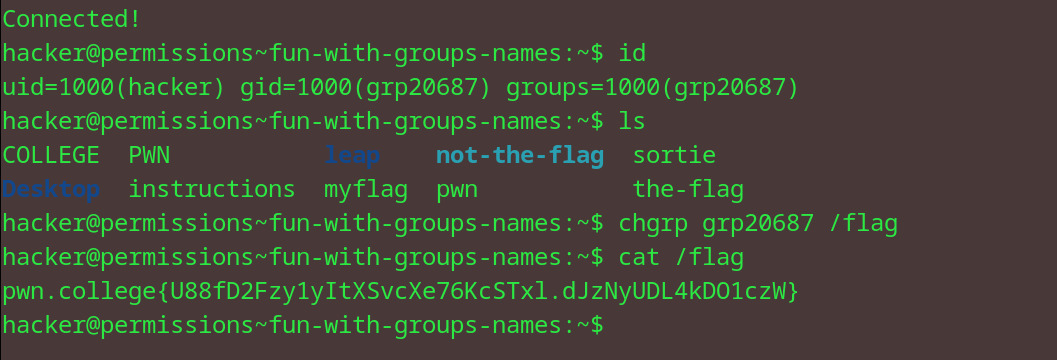 Connected!
hacker@permissions~fun-with-groups-names:~$ id
uid=1000(hacker) gid=1000(grp20687) groups=1000(grp20687)
hacker@permissions~fun-with-groups-names:~$ ls
COLLEGE  PWN           leap    not-the-flag  sortie
Desktop  instructions  myflag  pwn           the-flag
hacker@permissions~fun-with-groups-names:~$ chgrp grp20687 /flag
hacker@permissions~fun-with-groups-names:~$ cat /flag
pwn.college{U88fD2Fzy1yItXSvcXe76KcSTxl.dJzNyUDL4kDO1czW}
hacker@permissions~fun-with-groups-names:~$